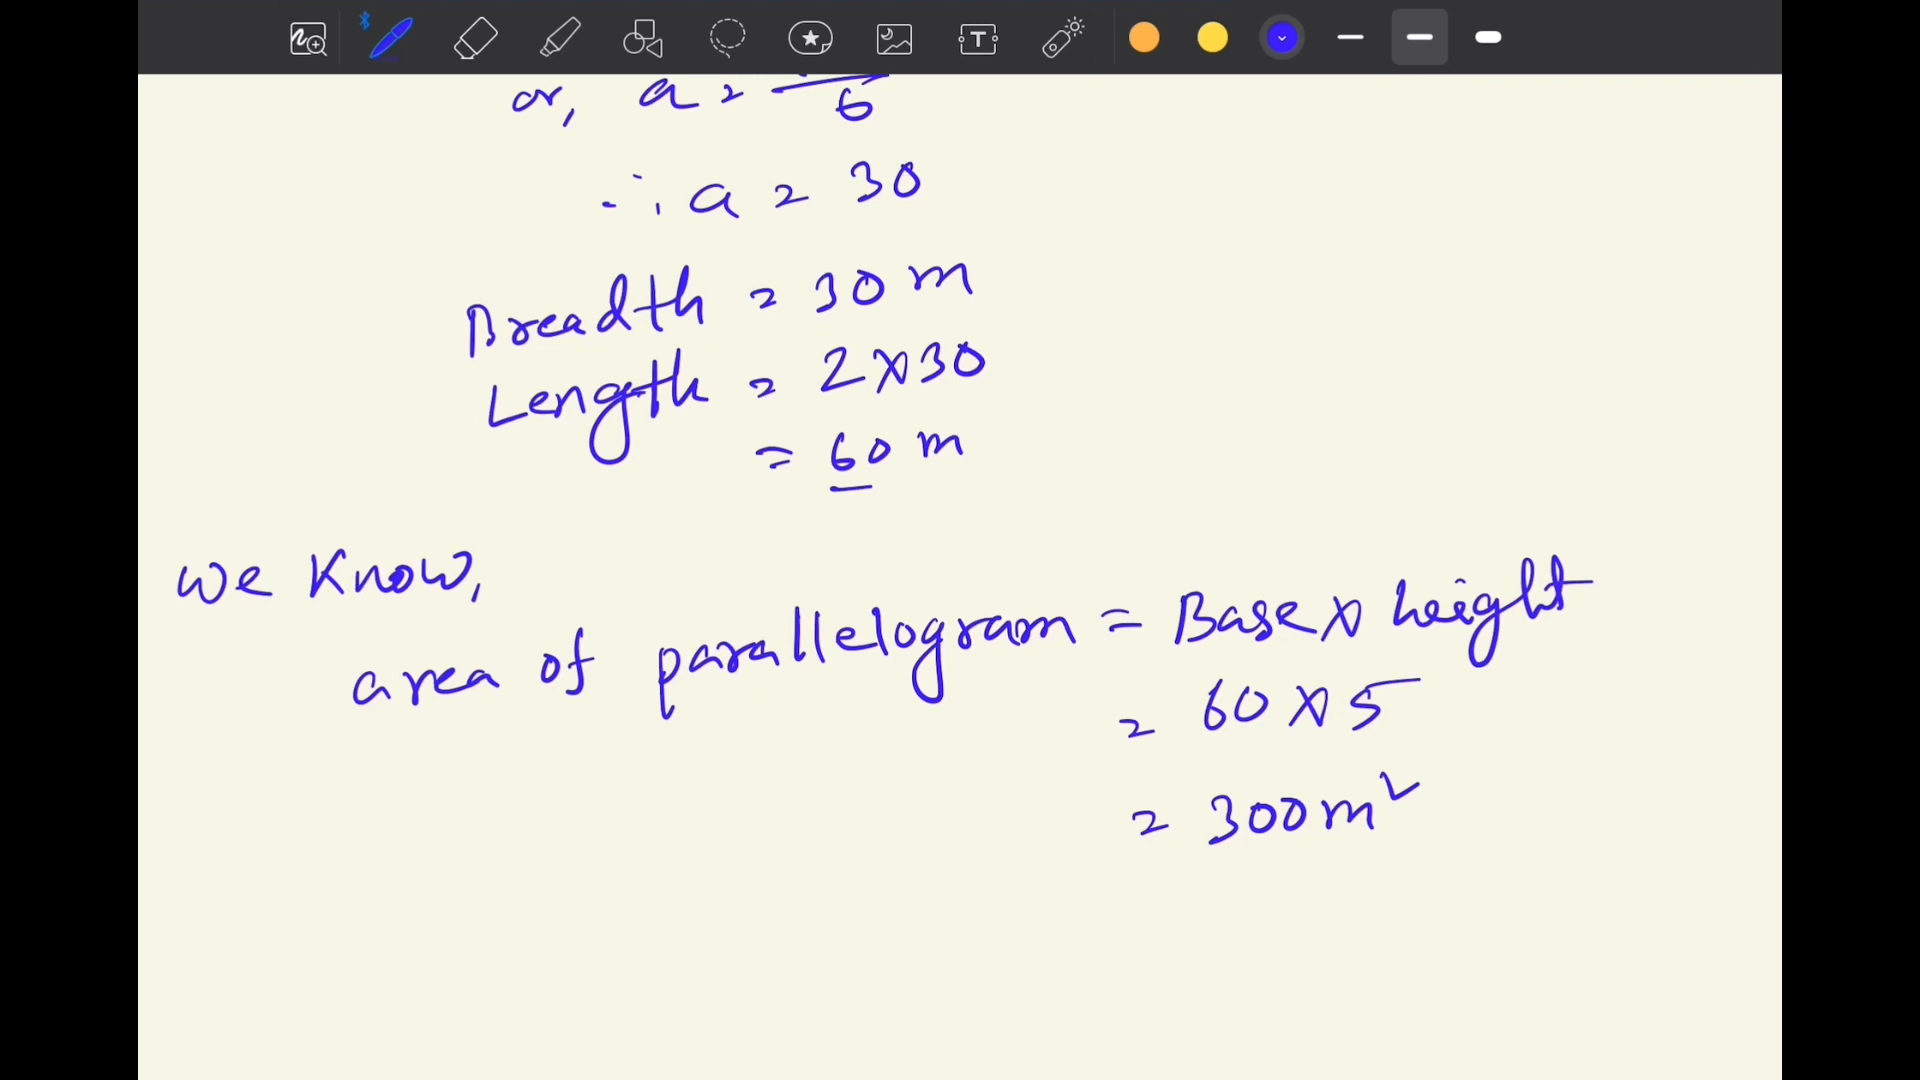 or, a = 6
∴ a = 30
Breadth = 30 m
Length = 2 × 30
= 60 m
We Know,
area of parallelogram = Base × height
= 60 × 5
= 300 m²